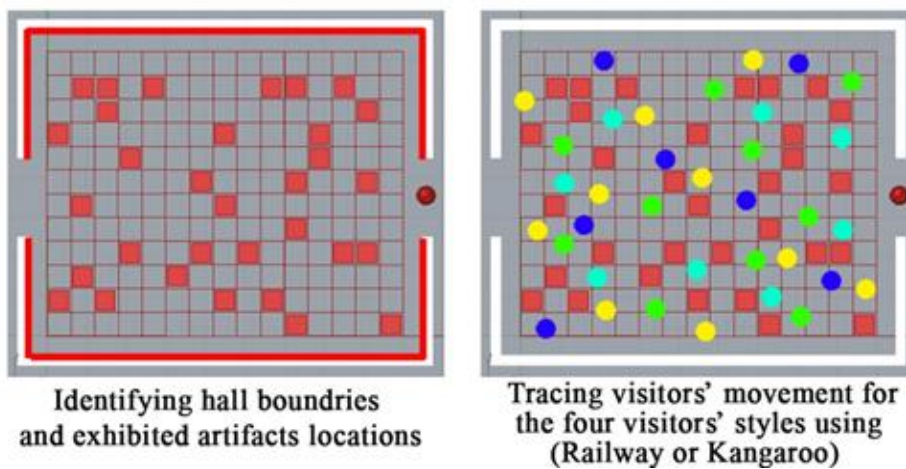 Identifying hall boundries
and exhibited artifacts locations
Tracing visitors’ movement for
the four visitors’ styles using
(Railway or Kangaroo)